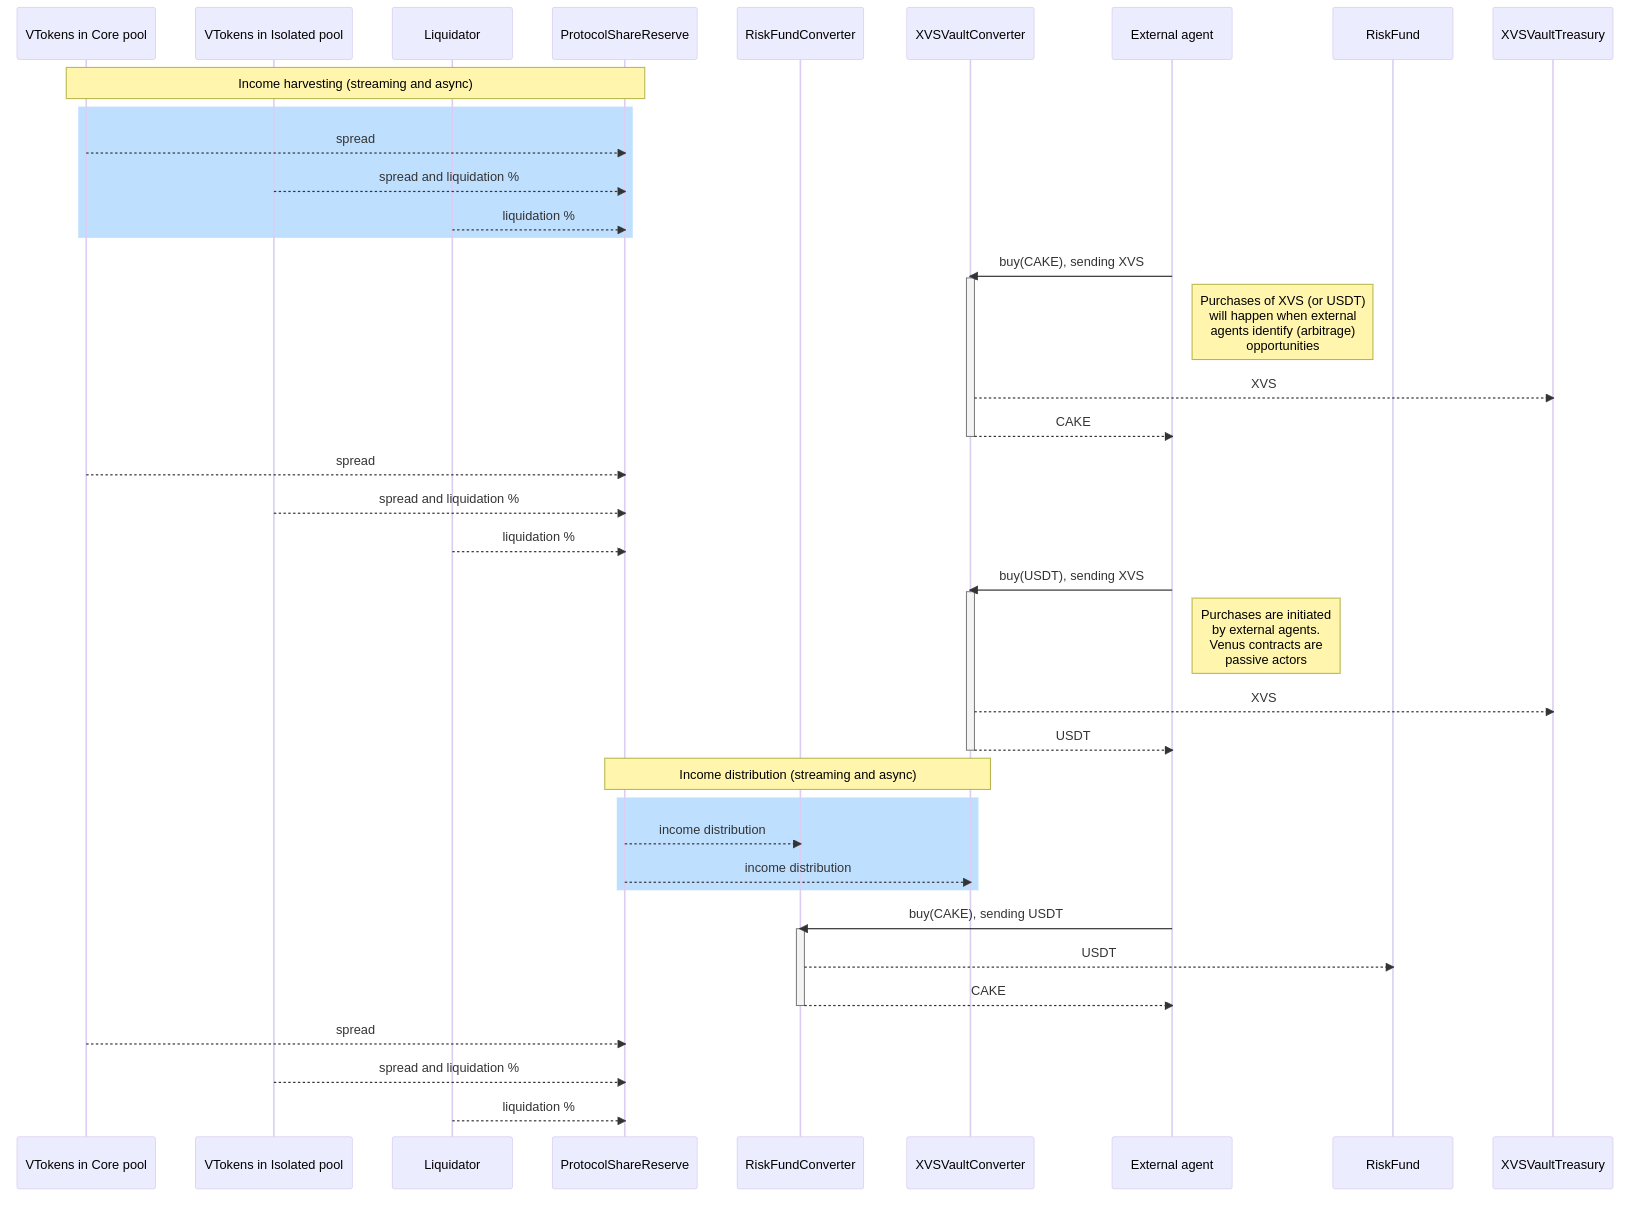 VTokens in Core pool
VTokens in Isolated pool
Liquidator
ProtocolShareReserve
RiskFundConverter
XVSVaultConverter
External agent
RiskFund
XVSVaultTreasury
Income harvesting (streaming and async)
spread
spread and liquidation %
liquidation %
buy(CAKE), sending XVS
Purchases of XVS (or USDT)
will happen when external
agents identify (arbitrage)
opportunities
XVS
CAKE
spread
spread and liquidation %
liquidation %
buy(USDT), sending XVS
Purchases are initiated
by external agents.
Venus contracts are
passive actors
XVS
USDT
Income distribution (streaming and async)
income distribution
income distribution
buy(CAKE), sending USDT
USDT
CAKE
spread
spread and liquidation %
liquidation %
VTokens in Core pool
VTokens in Isolated pool
Liquidator
ProtocolShareReserve
RiskFundConverter
XVSVaultConverter
External agent
RiskFund
XVSVaultTreasury